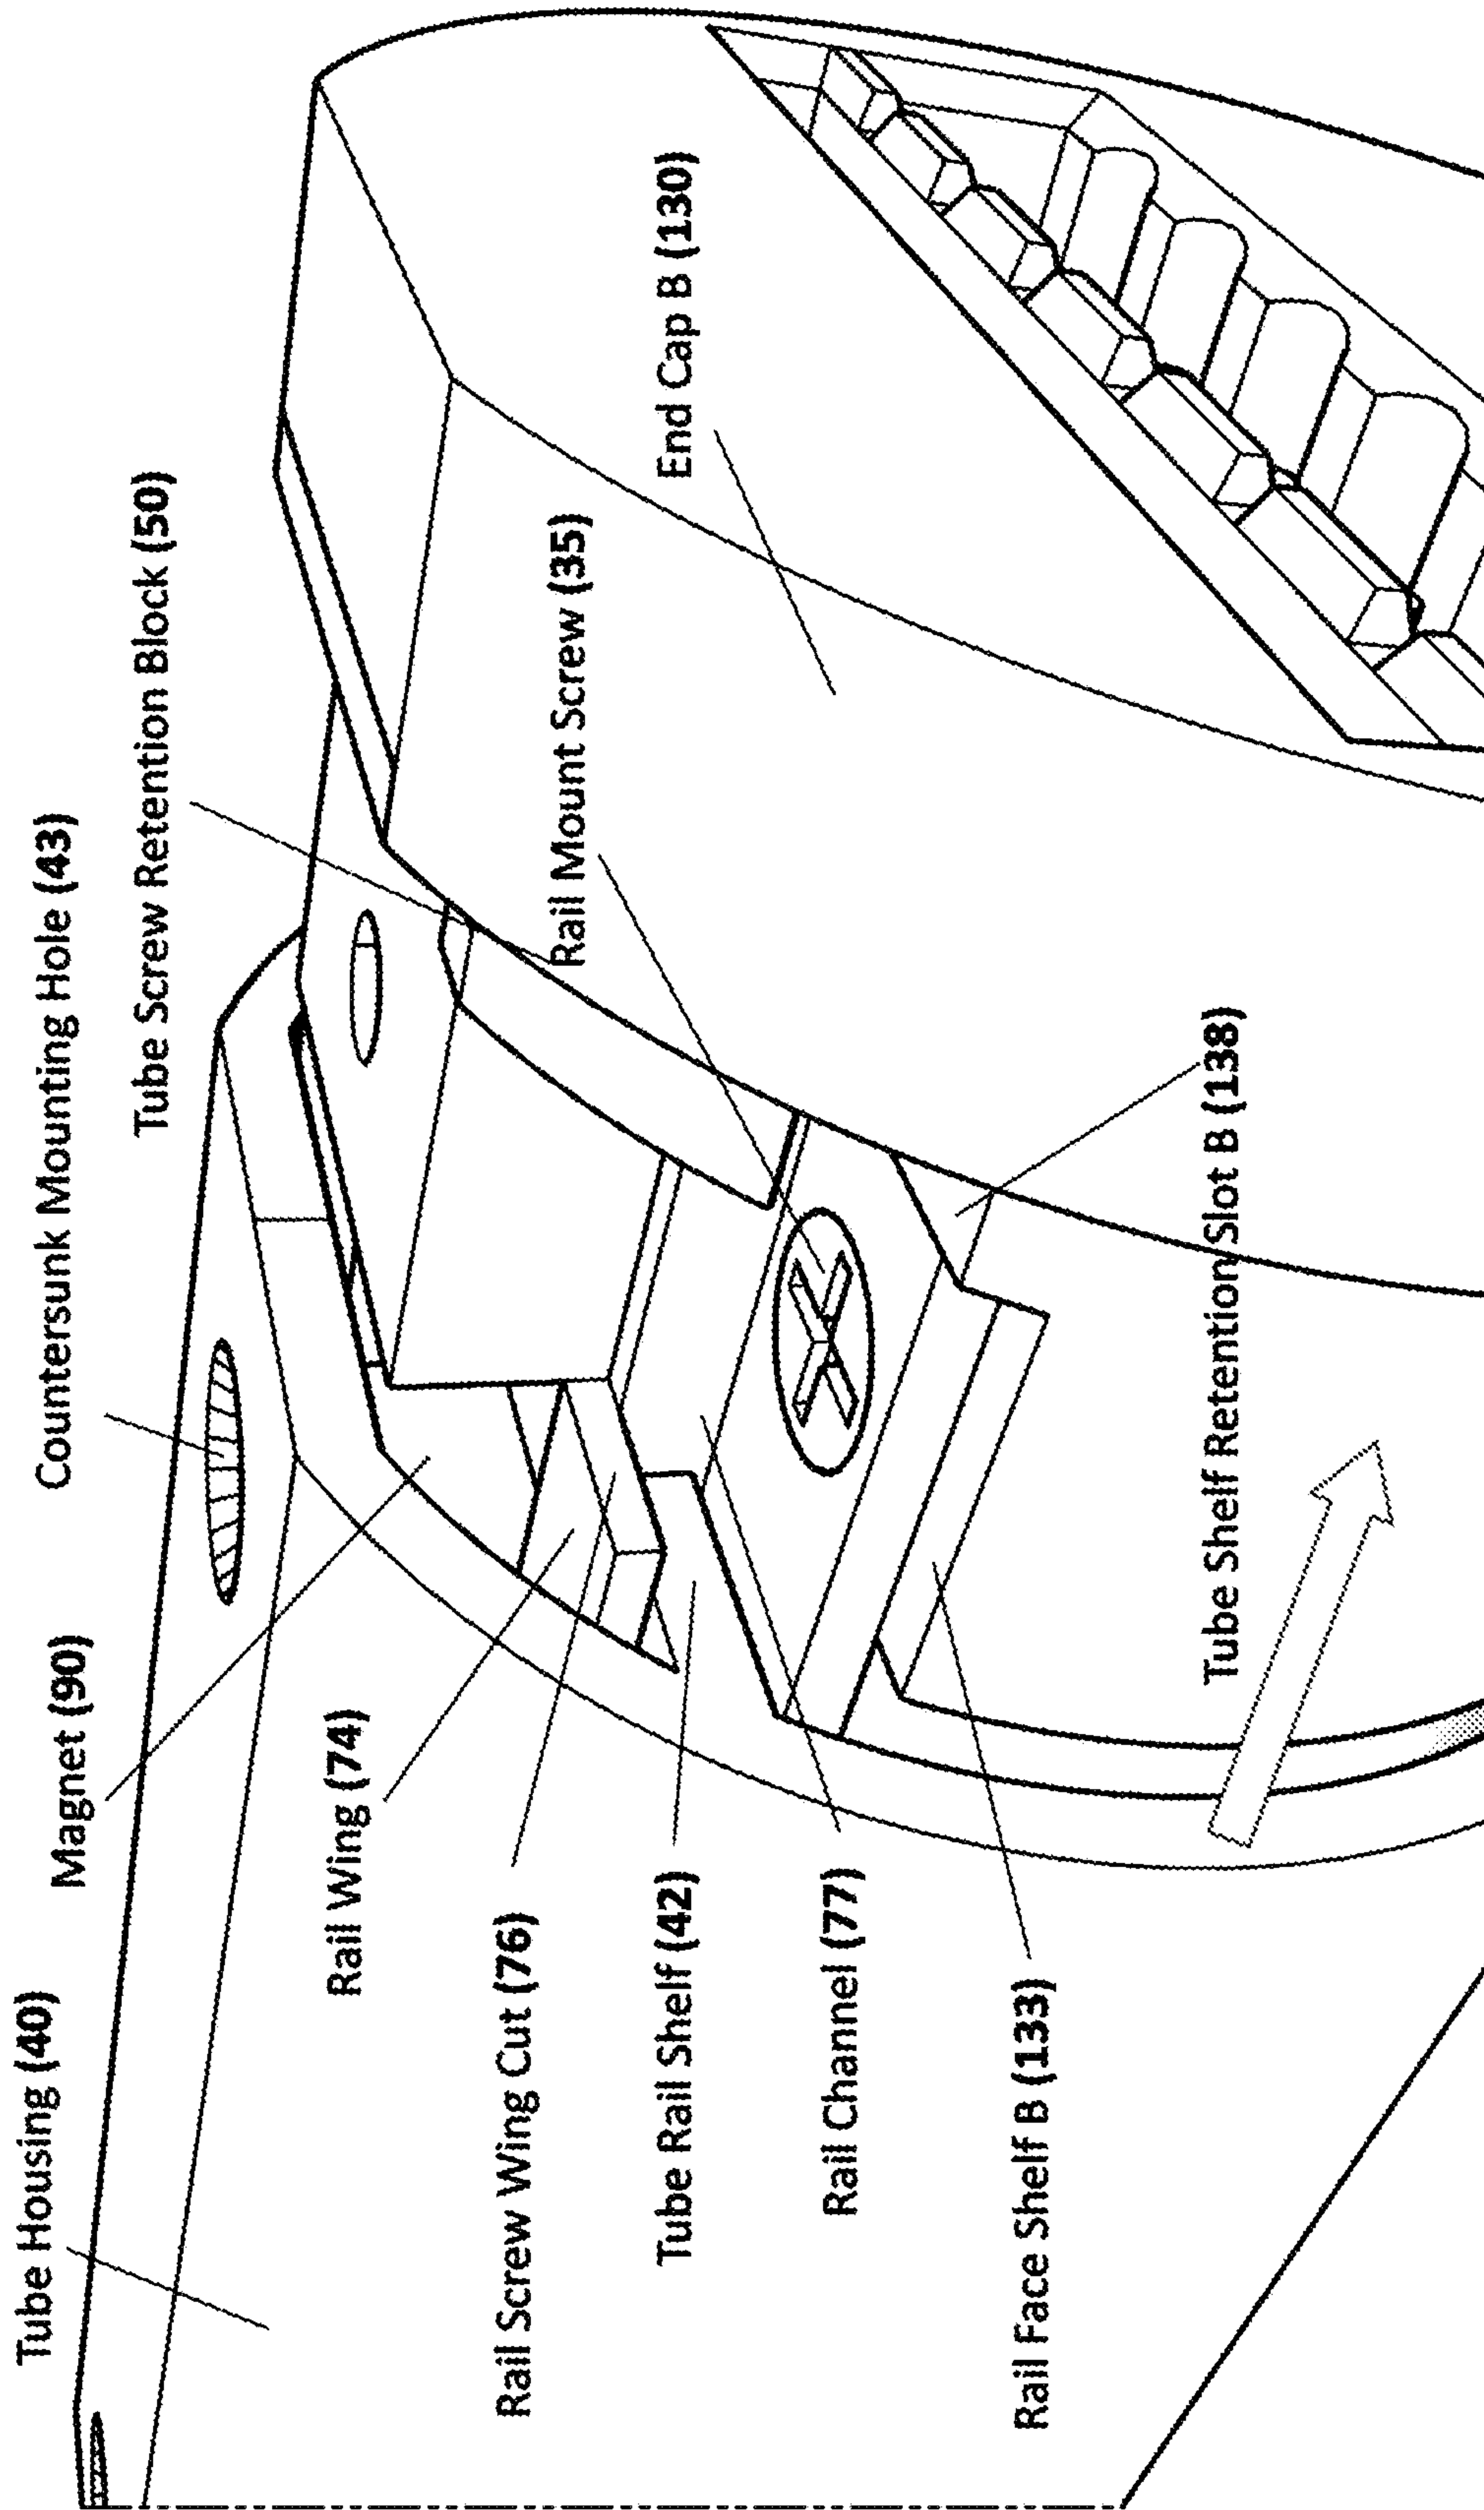 Tube Housing (40)
Magnet (90)
Countersunk Mounting Hole (43)
Tube Screw Retention Block (50)
Rail Wing (74)
Rail Screw Wing Cut (76)
Rail Mount Screw (35)
Tube Rail Shelf (42)
End Cap B (130)
Rail Channel (77)
Rail Face Shelf B (133)
Tube Shelf Retention Slot B (138)